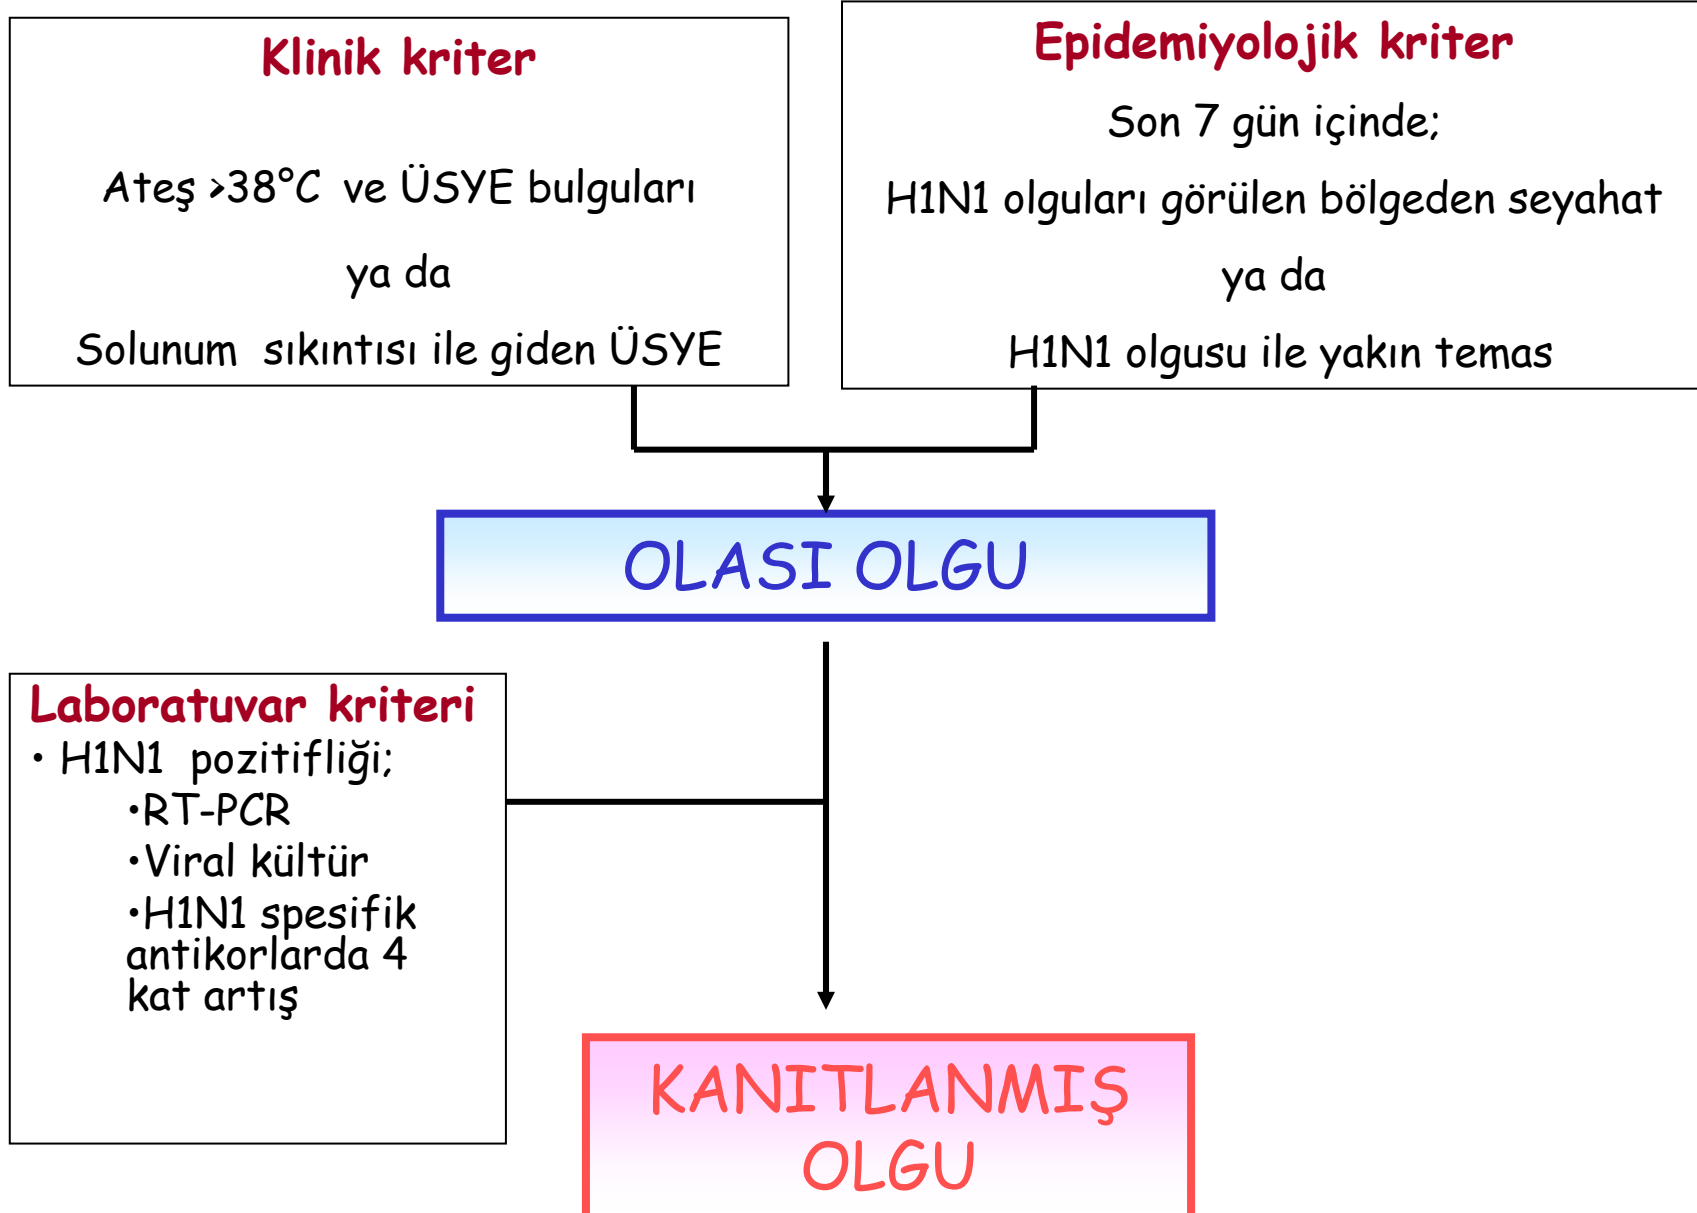 Klinik kriter
Ateş >38°C ve ÜSYE bulguları
ya da
Solunum sıkıntısı ile giden ÜSYE
Epidemiyolojik kriter
Son 7 gün içinde;
H1N1 olguları görülen bölgeden seyahat
ya da
H1N1 olgusu ile yakın temas
OLASI OLGU
Laboratuvar kriteri
• H1N1 pozitifliği;
•RT-PCR
•Viral kültür
•H1N1 spesifik
antikorlarda 4
kat artış
KANITLANMIŞ
OLGU